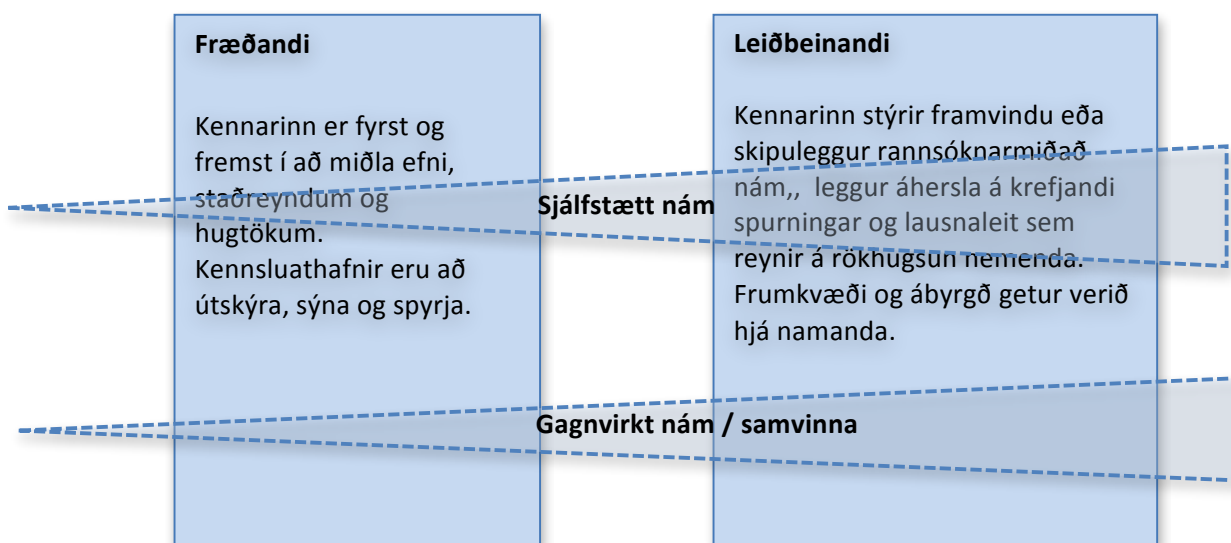 Fræðandi
Kennarinn er fyrst og
fremst í að miðla efni,
staðreyndum og
hugtökum.
Kennsluathafnir eru að
útskýra, sýna og spyrja.
Leiðbeinandi
Kennarinn stýrir framvindu eða
skipuleggur rannsóknarmiðað
nám,, leggur áhersla á krefjandi
spurningar og lausnaleit sem
reynir á rökhugsun nemenda.
Frumkvæði og ábyrgð getur verið
hjá namanda.
Sjálfstætt nám
Gagnvirkt nám / samvinna